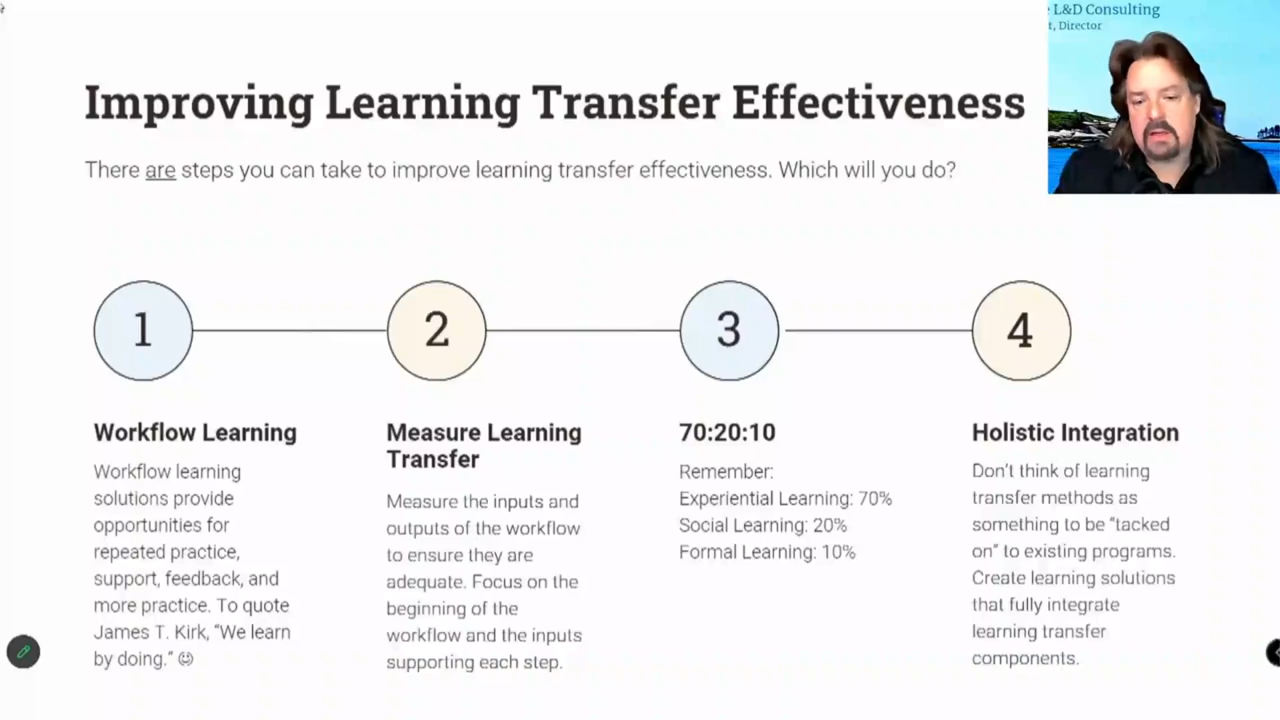 L&D Consulting
t, Director
Improving Learning Transfer Effectiveness
There are steps you can take to improve learning transfer effectiveness. Which will you do?
1
2
3
4
Workflow Learning
Workflow learning
solutions provide
opportunities for
repeated practice,
support, feedback, and
more practice. To quote
James T. Kirk, “We learn
by doing.” ☺
Measure Learning
Transfer
Measure the inputs and
outputs of the workflow
to ensure they are
adequate. Focus on the
beginning of the
workflow and the inputs
supporting each step.
70:20:10
Remember:
Experiential Learning: 70%
Social Learning: 20%
Formal Learning: 10%
Holistic Integration
Don’t think of learning
transfer methods as
something to be “tacked
on” to existing programs.
Create learning solutions
that fully integrate
learning transfer
components.